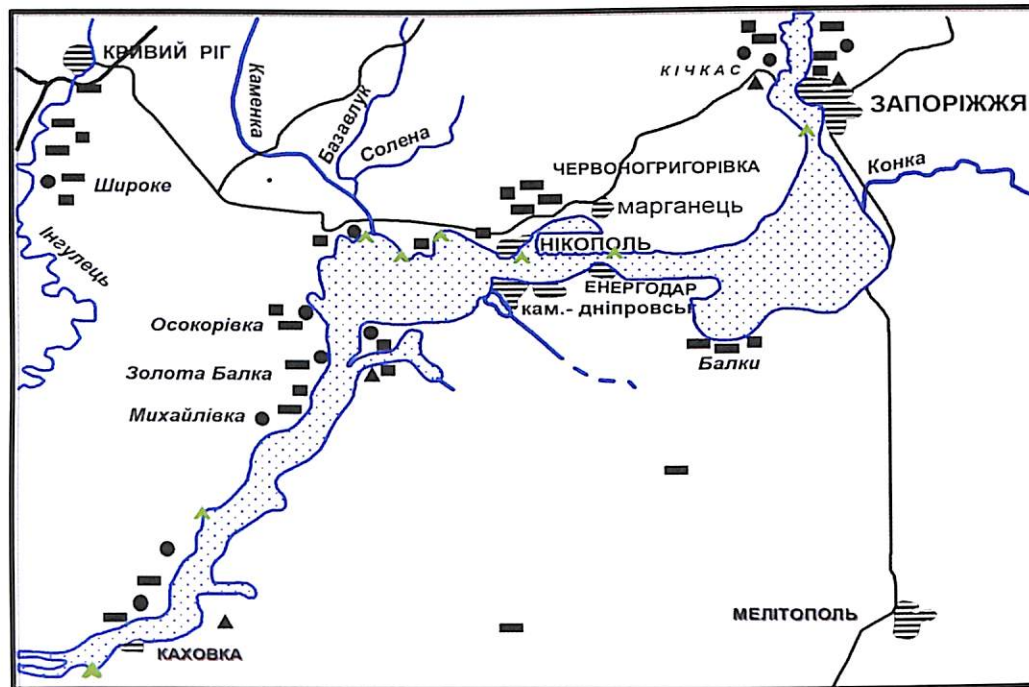 КРИВИЙ РІГ
Каменка
Базавлук
Солена
КІЧКАС
ЗАПОРІЖЖЯ
Широке
ЧЕРВОНОГРИГОРІВКА
Конка
марганець
Інгулець
НІКОПОЛЬ
ЕНЕРГОДАР
кам.- дніпровськ
Осокорівка
Золота Балка
Балки
Михайлівка
МЕЛІТОПОЛЬ
КАХОВКА